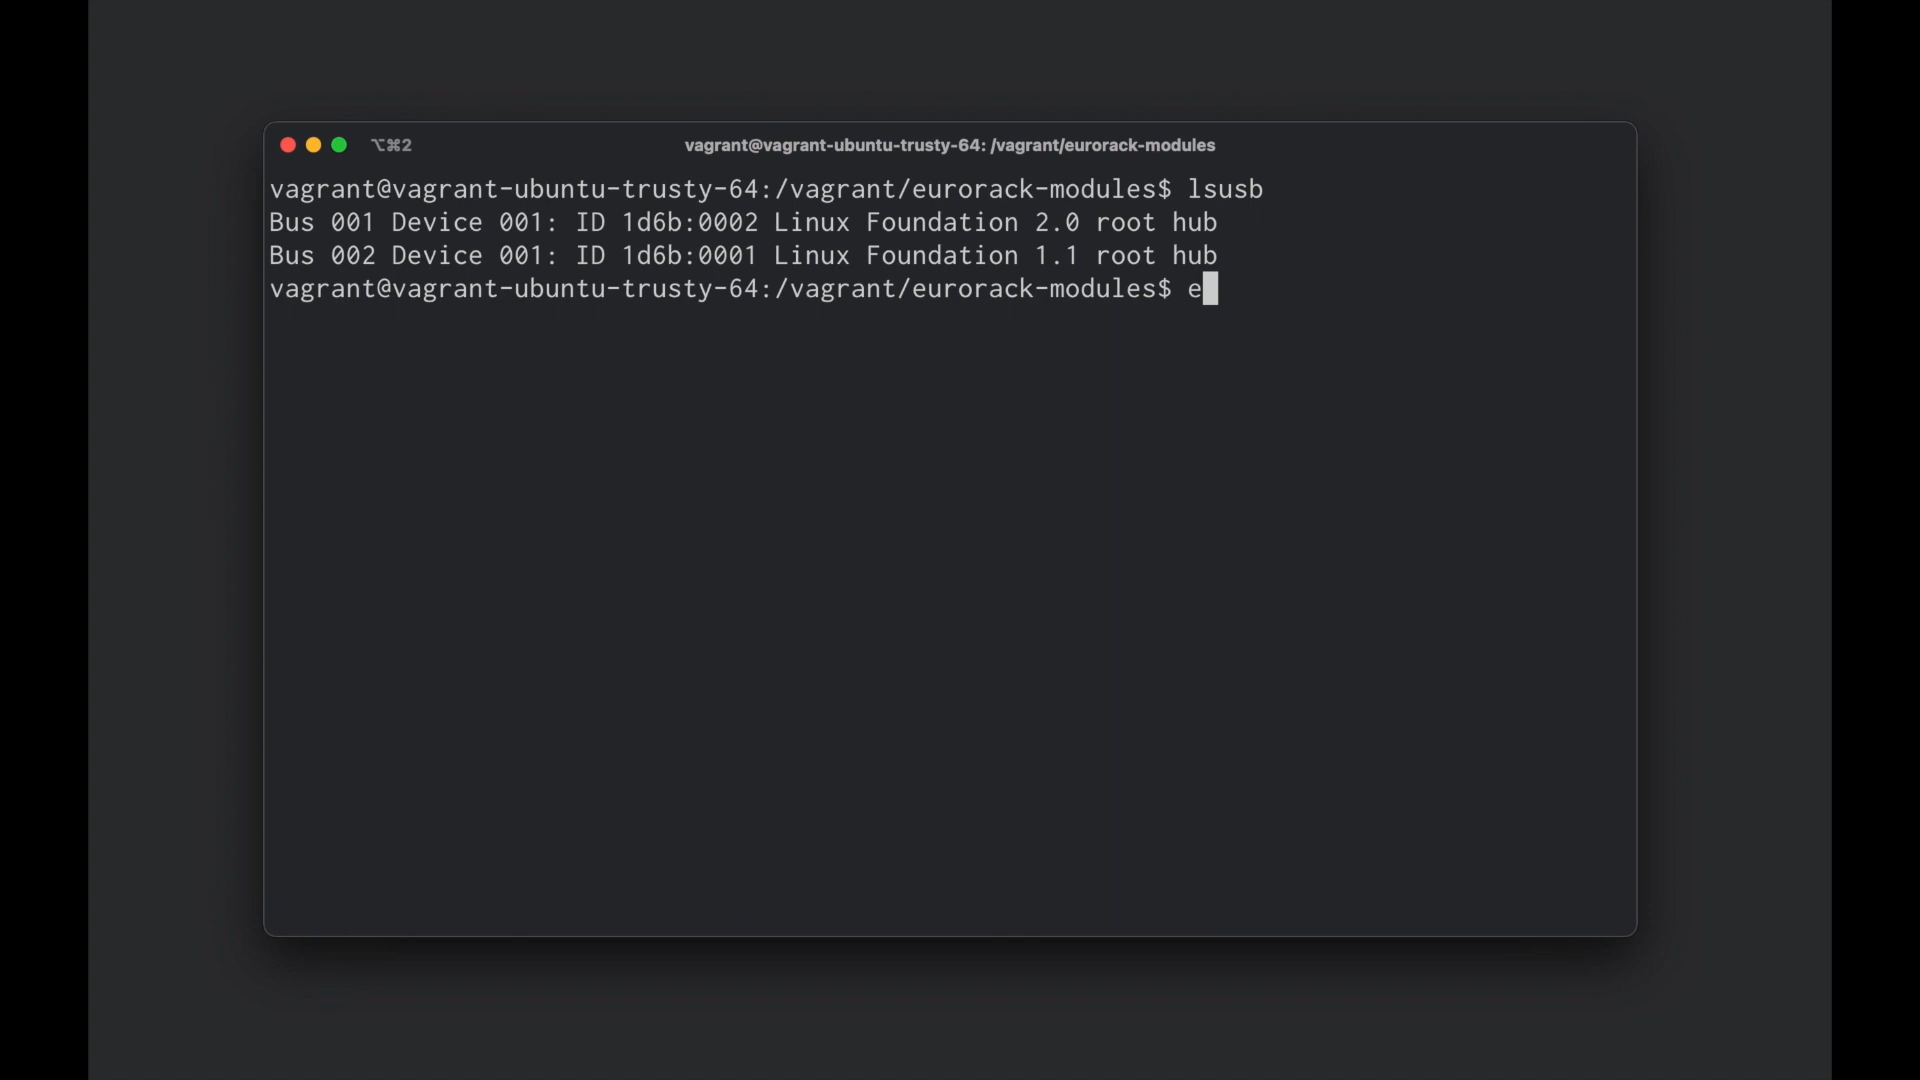 ⌥⌘2
vagrant@vagrant-ubuntu-trusty-64: /vagrant/eurorack-modules
vagrant@vagrant-ubuntu-trusty-64:/vagrant/eurorack-modules$ lsusb
Bus 001 Device 001: ID 1d6b:0002 Linux Foundation 2.0 root hub
Bus 002 Device 001: ID 1d6b:0001 Linux Foundation 1.1 root hub
vagrant@vagrant-ubuntu-trusty-64:/vagrant/eurorack-modules$ e